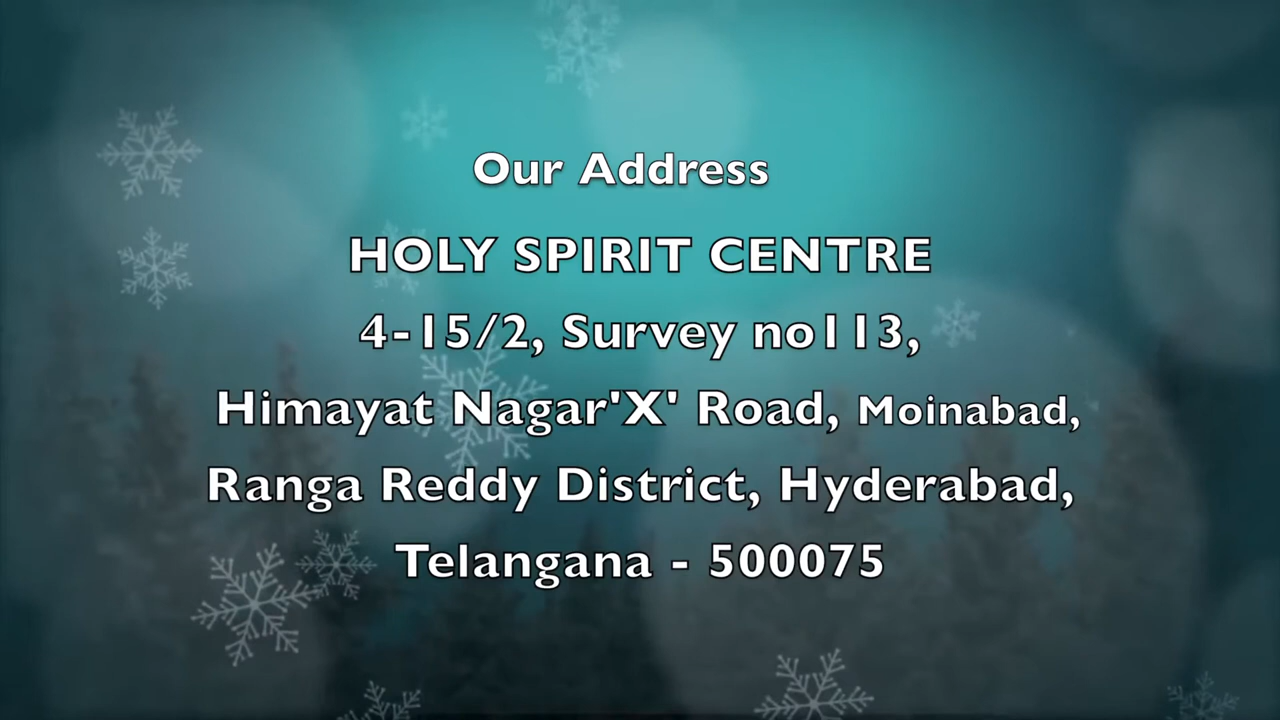 Our Address
HOLY SPIRIT CENTRE
4-15/2, Survey no113,
Himayat Nagar'X' Road, Moinabad,
Ranga Reddy District, Hyderabad,
Telangana - 500075